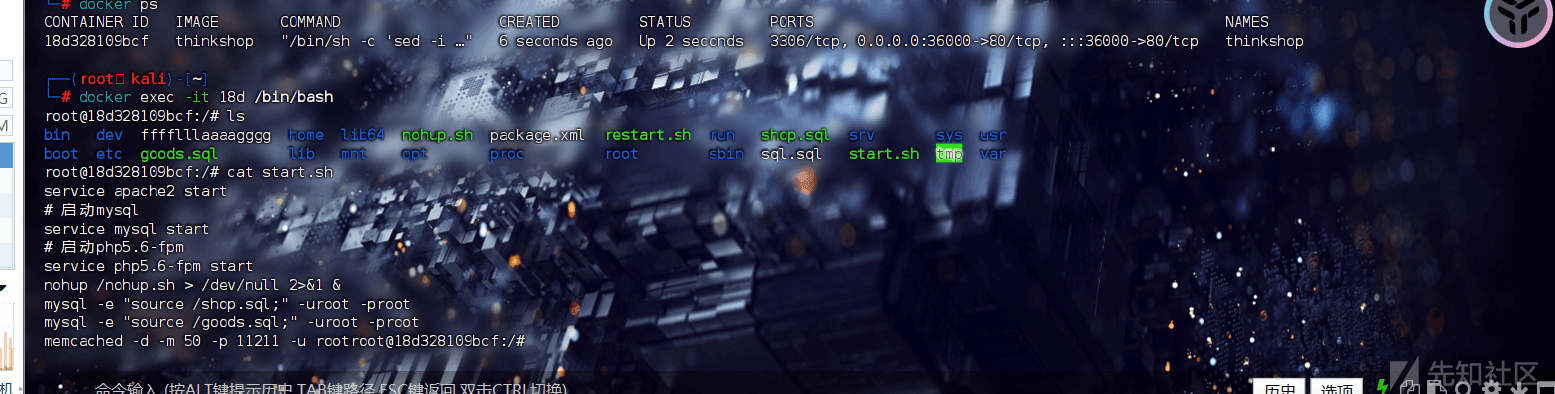 └─# docker ps
CONTAINER ID   IMAGE      COMMAND                  CREATED         STATUS         PORTS                                              NAMES
18d328109bcf   thinkshop   "/bin/sh -c 'sed -i …"   6 seconds ago   Up 2 seconds   3306/tcp, 0.0.0.0:36000->80/tcp, :::36000->80/tcp   thinkshop
┌──(root kali)-[~]
└─# docker exec -it 18d /bin/bash
root@18d328109bcf:/# ls
bin   dev  fffflllaaaagggg  home  lib64  nohup.sh  package.xml  restart.sh  run   shop.sql  srv       sys  usr
boot  etc  goods.sql        lib   mnt    opt       proc         root        sbin  sql.sql   start.sh  tmp  var
root@18d328109bcf:/# cat start.sh
service apache2 start
# 启动mysql
service mysql start
# 启动php5.6-fpm
service php5.6-fpm start
nohup /nohup.sh > /dev/null 2>&1 &
mysql -e "source /shop.sql;" -uroot -proot
mysql -e "source /goods.sql;" -uroot -proot
memcached -d -m 50 -p 11211 -u rootroot@18d328109bcf:/#
命令输入 (按ALT键提示历史,TAB键路径,ESC键返回,双击CTRL切换)
历史 选项
先知社区
G
M
机